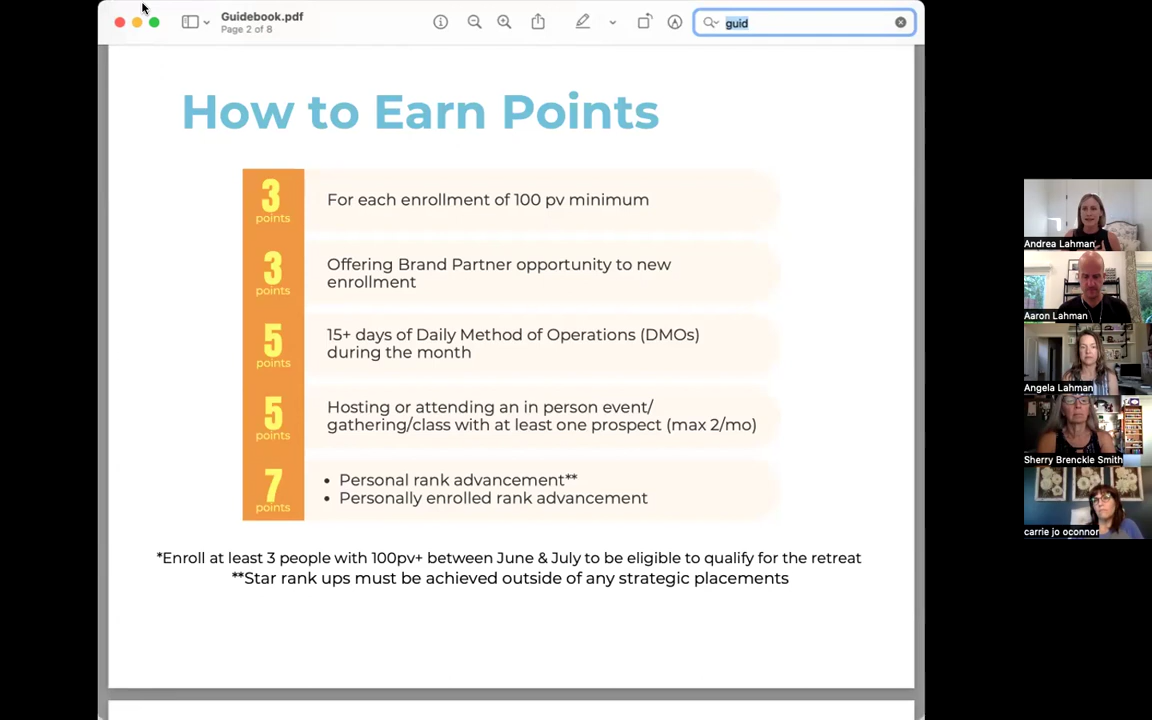 Guidebook.pdf
Page 2 of 8
guid
How to Earn Points
3
points
For each enrollment of 100 pv minimum
3
points
Offering Brand Partner opportunity to new
enrollment
5
points
15+ days of Daily Method of Operations (DMOs)
during the month
5
points
Hosting or attending an in person event/
gathering/class with at least one prospect (max 2/mo)
7
points
• Personal rank advancement**
• Personally enrolled rank advancement
*Enroll at least 3 people with 100pv+ between June & July to be eligible to qualify for the retreat
**Star rank ups must be achieved outside of any strategic placements
Andrea Lahman
Aaron Lahman
Angela Lahman
Sherry Brenckle Smith
carrie jo oconnor